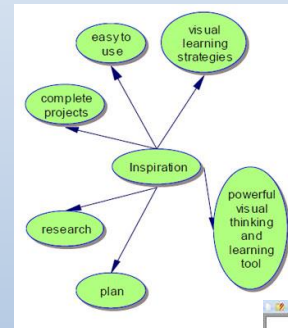 easy to
use
visual
learning
strategies
complete
projects
Inspiration
powerful
visual
thinking
and
learning
tool
research
plan